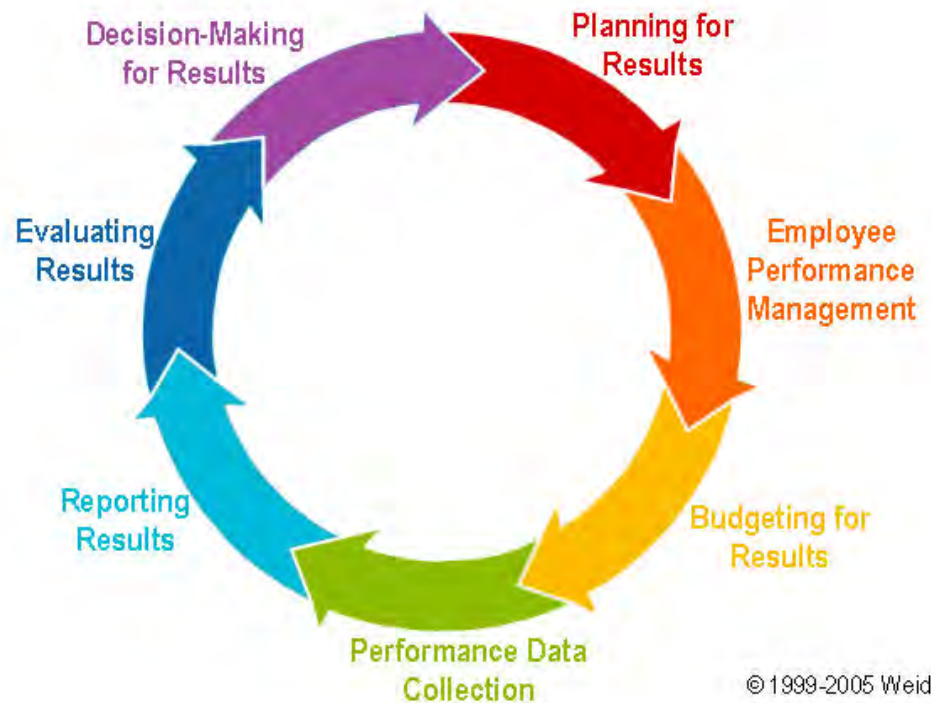 Decision-Making
for Results
Planning for
Results
Employee
Performance
Management
Budgeting for
Results
Performance Data
Collection
Reporting
Results
Evaluating
Results
© 1999-2005 Weid